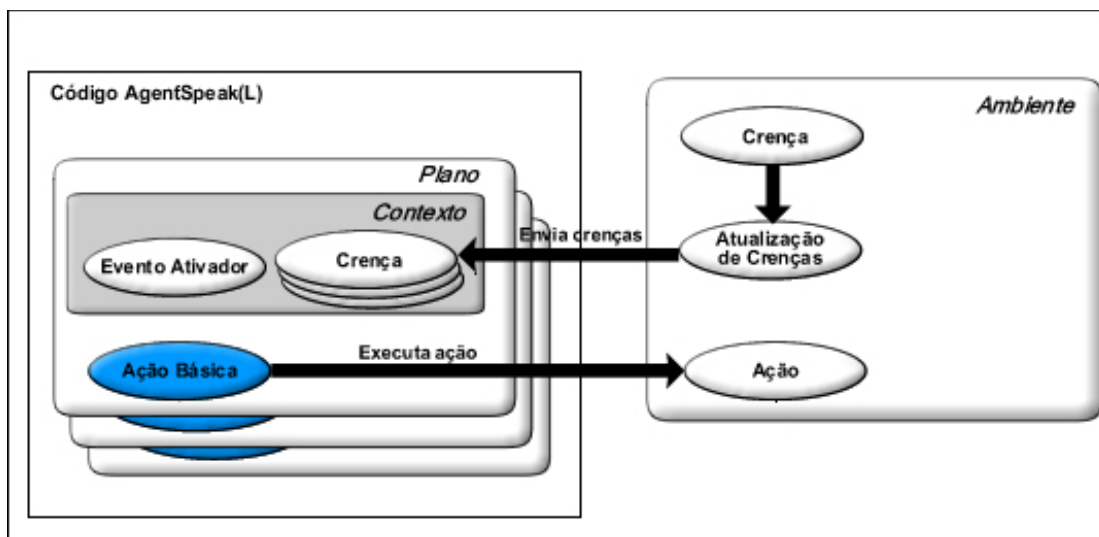 Código AgentSpeak(L)
Ambiente
Crença
Plano
Contexto
Envia crenças
Atualização
de Crenças
Evento Ativador
Crença
Executa ação
Ação Básica
Ação